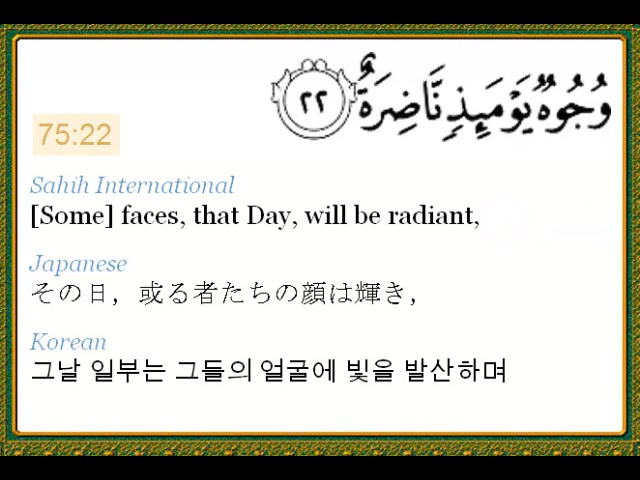 وُجُوهٌ يَوْمَئِذٍ نَّاضِرَةٌ ٢٢
75:22
Sahih International
[Some] faces, that Day, will be radiant,
Japanese
その日，或る者たちの顔は輝き，
Korean
그날 일부는 그들의 얼굴에 빛을 발산하며